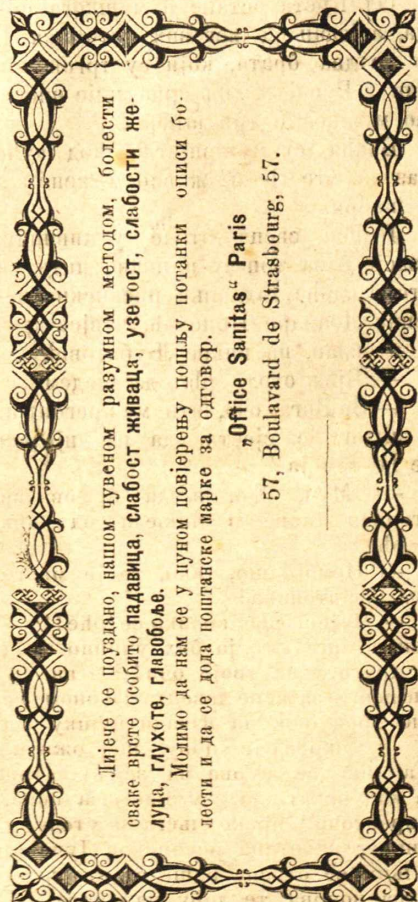 Лијече се поуздано, нашом чувеном разумном методом, болести
сваке врсте особито падавица, слабост живаца, узетост, слабости же-
луца, глухоте, главобоље.
Молимо да нам се у пуном повјерењу пошљу потанки описи бо-
лести и да се дода поштанске марке за одговор.
„Office Sanitas“ Paris
57, Boulavard de Strasbourg, 57.